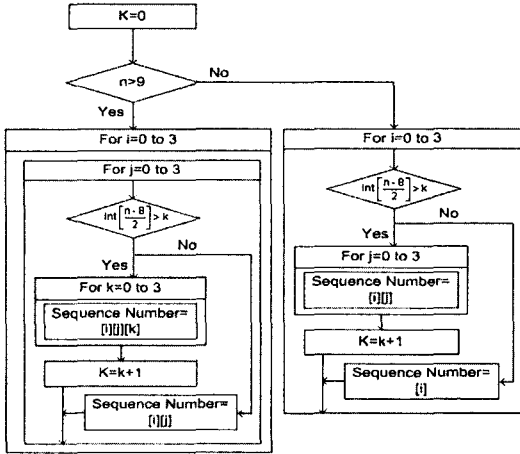 K=0
n>9
No
Yes
For i=0 to 3
For j=0 to 3
Int[n-8/2]>k
No
Yes
For k=0 to 3
Sequence Number=
[i][j][k]
K=k+1
Sequence Number=
[i][j]
For i=0 to 3
Int[n-8/2]>k
No
Yes
For j=0 to 3
Sequence Number=
[i][j]
K=k+1
Sequence Number=
[i]